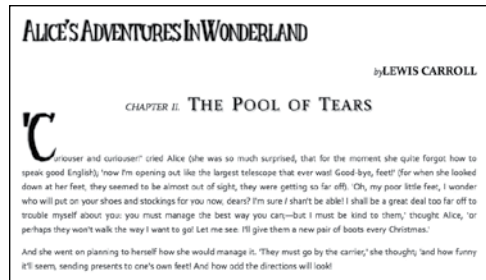 ALICE'S ADVENTURES IN WONDERLAND
by LEWIS CARROLL
CHAPTER II. THE POOL OF TEARS
'Curiouser and curiouser!' cried Alice (she was so much surprised, that for the moment she quite forgot how to
speak good English); 'now I'm opening out like the largest telescope that ever was! Good-bye, feet!' (for when she looked
down at her feet, they seemed to be almost out of sight, they were getting so far off). 'Oh, my poor little feet, I wonder
who will put on your shoes and stockings for you now, dears? I'm sure I shan't be able! I shall be a great deal too far off to
trouble myself about you: you must manage the best way you can;—but I must be kind to them,' thought Alice, 'or
perhaps they won't walk the way I want to go! Let me see: I'll give them a new pair of boots every Christmas.'
And she went on planning to herself how she would manage it. 'They must go by the carrier,' she thought; 'and how funny
it'll seem, sending presents to one's own feet! And how odd the directions will look!